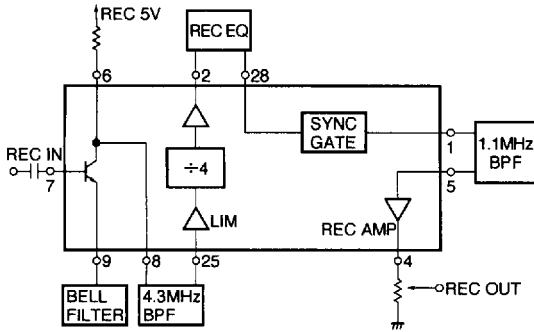 REC 5V
REC EQ
6
2
28
SYNC
GATE
1
1.1MHz
BPF
REC IN
7
÷4
5
LIM
REC AMP
9
8
25
4
BELL
FILTER
4.3MHz
BPF
REC OUT